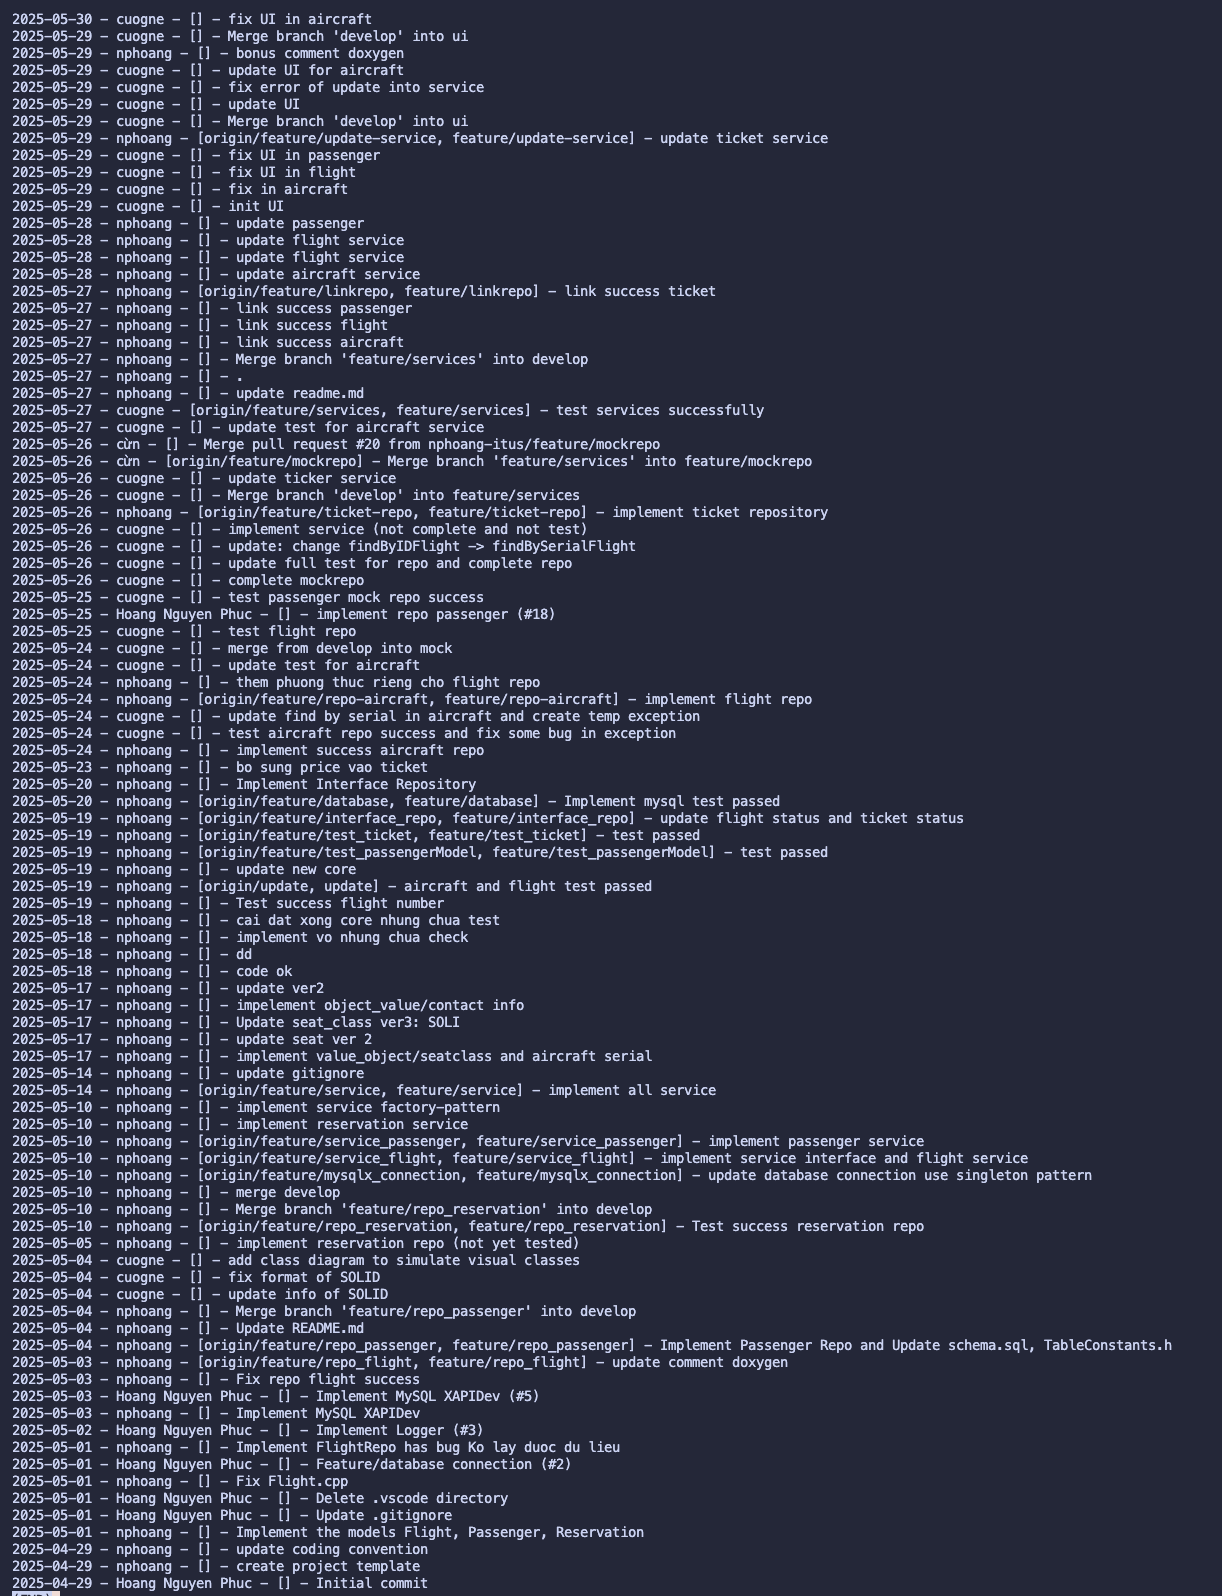 2025-05-30 - cuogne - [] - fix UI in aircraft
2025-05-29 - cuogne - [] - Merge branch 'develop' into ui
2025-05-29 - nphoang - [] - bonus comment doxygen
2025-05-29 - cuogne - [] - update UI for aircraft
2025-05-29 - cuogne - [] - fix error of update into service
2025-05-29 - cuogne - [] - update UI
2025-05-29 - cuogne - [] - Merge branch 'develop' into ui
2025-05-29 - nphoang - [origin/feature/update-service, feature/update-service] - update ticket service
2025-05-29 - cuogne - [] - fix UI in passenger
2025-05-29 - cuogne - [] - fix UI in flight
2025-05-29 - cuogne - [] - fix in aircraft
2025-05-29 - cuogne - [] - init UI
2025-05-28 - nphoang - [] - update passenger
2025-05-28 - nphoang - [] - update flight service
2025-05-28 - nphoang - [] - update flight service
2025-05-28 - nphoang - [] - update aircraft service
2025-05-27 - nphoang - [origin/feature/linkrepo, feature/linkrepo] - link success ticket
2025-05-27 - nphoang - [] - link success passenger
2025-05-27 - nphoang - [] - link success flight
2025-05-27 - nphoang - [] - link success aircraft
2025-05-27 - nphoang - [] - Merge branch 'feature/services' into develop
2025-05-27 - nphoang - [] - .
2025-05-27 - nphoang - [] - update readme.md
2025-05-27 - cuogne - [origin/feature/services, feature/services] - test services successfully
2025-05-27 - cuogne - [] - update test for aircraft service
2025-05-26 - cừn - [] - Merge pull request #20 from nphoang-itus/feature/mockrepo
2025-05-26 - cừn - [origin/feature/mockrepo] - Merge branch 'feature/services' into feature/mockrepo
2025-05-26 - cuogne - [] - update ticker service
2025-05-26 - cuogne - [] - Merge branch 'develop' into feature/services
2025-05-26 - nphoang - [origin/feature/ticket-repo, feature/ticket-repo] - implement ticket repository
2025-05-26 - cuogne - [] - implement service (not complete and not test)
2025-05-26 - cuogne - [] - update: change findByIDFlight -> findBySerialFlight
2025-05-26 - cuogne - [] - update full test for repo and complete repo
2025-05-26 - cuogne - [] - complete mockrepo
2025-05-25 - cuogne - [] - test passenger mock repo success
2025-05-25 - Hoang Nguyen Phuc - [] - implement repo passenger (#18)
2025-05-25 - cuogne - [] - test flight repo
2025-05-24 - cuogne - [] - merge from develop into mock
2025-05-24 - cuogne - [] - update test for aircraft
2025-05-24 - nphoang - [] - them phuong thuc rieng cho flight repo
2025-05-24 - nphoang - [origin/feature/repo-aircraft, feature/repo-aircraft] - implement flight repo
2025-05-24 - cuogne - [] - update find by serial in aircraft and create temp exception
2025-05-24 - cuogne - [] - test aircraft repo success and fix some bug in exception
2025-05-24 - nphoang - [] - implement success aircraft repo
2025-05-23 - nphoang - [] - bo sung price vao ticket
2025-05-20 - nphoang - [] - Implement Interface Repository
2025-05-20 - nphoang - [origin/feature/database, feature/database] - Implement mysql test passed
2025-05-19 - nphoang - [origin/feature/interface_repo, feature/interface_repo] - update flight status and ticket status
2025-05-19 - nphoang - [origin/feature/test_ticket, feature/test_ticket] - test passed
2025-05-19 - nphoang - [origin/feature/test_passengerModel, feature/test_passengerModel] - test passed
2025-05-19 - nphoang - [] - update new core
2025-05-19 - nphoang - [origin/update, update] - aircraft and flight test passed
2025-05-19 - nphoang - [] - Test success flight number
2025-05-18 - nphoang - [] - cai dat xong core nhung chua test
2025-05-18 - nphoang - [] - implement vo nhung chua check
2025-05-18 - nphoang - [] - dd
2025-05-18 - nphoang - [] - code ok
2025-05-17 - nphoang - [] - update ver2
2025-05-17 - nphoang - [] - impelement object_value/contact info
2025-05-17 - nphoang - [] - Update seat_class ver3: SOLI
2025-05-17 - nphoang - [] - update seat ver 2
2025-05-17 - nphoang - [] - implement value_object/seatclass and aircraft serial
2025-05-14 - nphoang - [] - update gitignore
2025-05-14 - nphoang - [origin/feature/service, feature/service] - implement all service
2025-05-10 - nphoang - [] - implement service factory-pattern
2025-05-10 - nphoang - [] - implement reservation service
2025-05-10 - nphoang - [origin/feature/service_passenger, feature/service_passenger] - implement passenger service
2025-05-10 - nphoang - [origin/feature/service_flight, feature/service_flight] - implement service interface and flight service
2025-05-10 - nphoang - [origin/feature/mysqlx_connection, feature/mysqlx_connection] - update database connection use singleton pattern
2025-05-10 - nphoang - [] - merge develop
2025-05-10 - nphoang - [] - Merge branch 'feature/repo_reservation' into develop
2025-05-10 - nphoang - [origin/feature/repo_reservation, feature/repo_reservation] - Test success reservation repo
2025-05-05 - nphoang - [] - implement reservation repo (not yet tested)
2025-05-04 - cuogne - [] - add class diagram to simulate visual classes
2025-05-04 - cuogne - [] - fix format of SOLID
2025-05-04 - cuogne - [] - update info of SOLID
2025-05-04 - nphoang - [] - Merge branch 'feature/repo_passenger' into develop
2025-05-04 - nphoang - [] - Update README.md
2025-05-04 - nphoang - [origin/feature/repo_passenger, feature/repo_passenger] - Implement Passenger Repo and Update schema.sql, TableConstants.h
2025-05-03 - nphoang - [origin/feature/repo_flight, feature/repo_flight] - update comment doxygen
2025-05-03 - nphoang - [] - Fix repo flight success
2025-05-03 - Hoang Nguyen Phuc - [] - Implement MySQL XAPIDev (#5)
2025-05-03 - nphoang - [] - Implement MySQL XAPIDev
2025-05-02 - Hoang Nguyen Phuc - [] - Implement Logger (#3)
2025-05-01 - nphoang - [] - Implement FlightRepo has bug Ko lay duoc du lieu
2025-05-01 - Hoang Nguyen Phuc - [] - Feature/database connection (#2)
2025-05-01 - nphoang - [] - Fix Flight.cpp
2025-05-01 - Hoang Nguyen Phuc - [] - Delete .vscode directory
2025-05-01 - Hoang Nguyen Phuc - [] - Update .gitignore
2025-05-01 - nphoang - [] - Implement the models Flight, Passenger, Reservation
2025-04-29 - nphoang - [] - update coding convention
2025-04-29 - nphoang - [] - create project template
2025-04-29 - Hoang Nguyen Phuc - [] - Initial commit